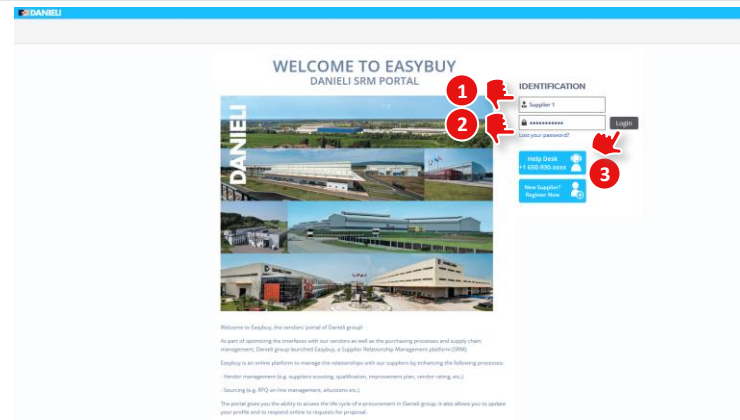 DANIELI
WELCOME TO EASYBUY
DANIELI SRM PORTAL
IDENTIFICATION
1
Supplier 1
2
Login
Lost your password?
3
Help Desk
+1 650-930-xxxx
New Supplier?
Register Now
DANIELI
Welcome to Easybuy, the vendors' portal of Danieli group!
As part of optimizing the interfaces with our vendors as well as the purchasing processes and supply chain
management, Danieli group launched Easybuy, a Supplier Relationship Management platform (SRM).
Easybuy is an online platform to manage the relationships with our suppliers by enhancing the following processes:
- Vendor management (e.g. suppliers scouting, qualification, improvement plan, vendor rating, etc.)
- Sourcing (e.g. RFQ on-line management, eAuctions etc.)
The portal gives you the ability to access the life cycle of e-procurement in Danieli group. It also allows you to update
your profile and to respond online to requests for proposal.